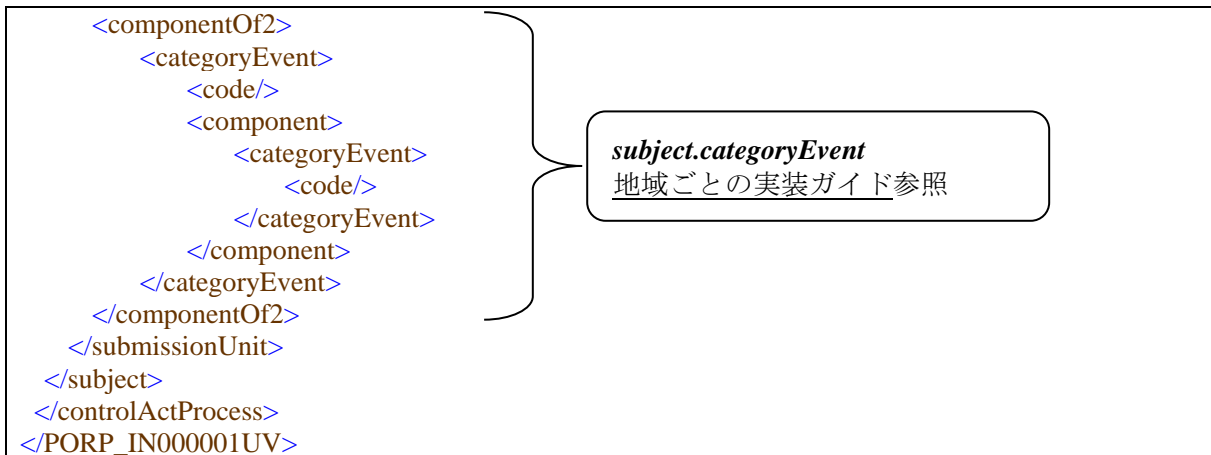 <componentOf2>
<categoryEvent>
<code/>
<component>
<categoryEvent>
<code/>
</categoryEvent>
</component>
</categoryEvent>
</componentOf2>
</submissionUnit>
</subject>
</controlActProcess>
</PORP_IN000001UV>
subject.categoryEvent
地域ごとの実装ガイド参照